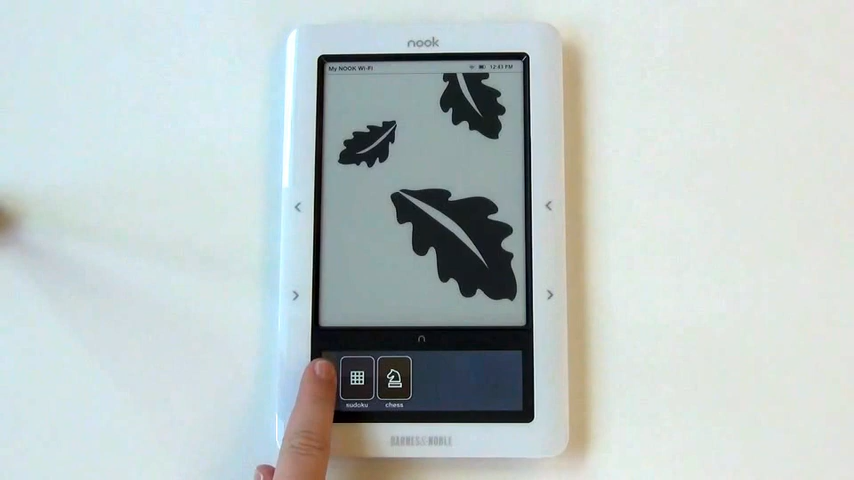 nook
My NOOK Wi-Fi 12:43 PM
sudoku chess
BARNES & NOBLE